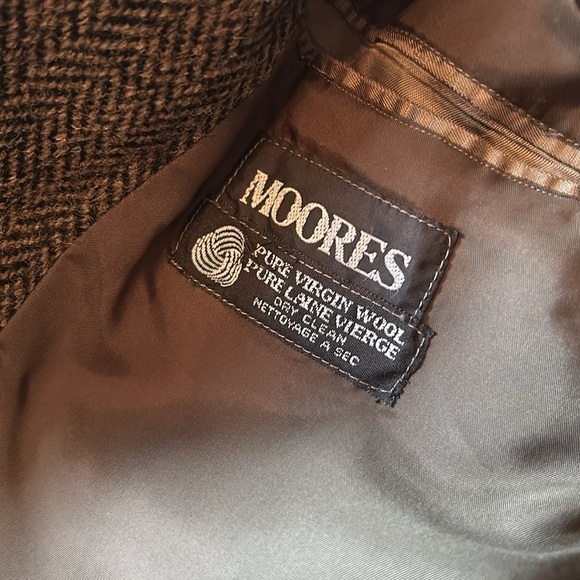 MOORES
PURE VIRGIN WOOL
PURE LAINE VIERGE
DRY CLEAN
NETTOYAGE A SEC